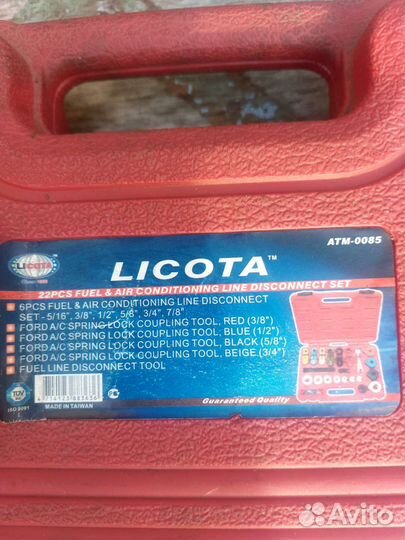 ATM-0085
LICOTA
LICOTA™
22PCS FUEL & AIR CONDITIONING LINE DISCONNECT SET
6PCS FUEL & AIR CONDITIONING LINE DISCONNECT
SET - 5/16", 3/8", 1/2", 5/8", 3/4", 7/8"
FORD A/C SPRING LOCK COUPLING TOOL, RED (3/8")
FORD A/C SPRING LOCK COUPLING TOOL, BLUE (1/2")
FORD A/C SPRING LOCK COUPLING TOOL, BLACK (5/8")
FORD A/C SPRING LOCK COUPLING TOOL, BEIGE (3/4")
FUEL LINE DISCONNECT TOOL
Guaranteed Quality
TÜV
ISO 9001
MADE IN TAIWAN
Avito